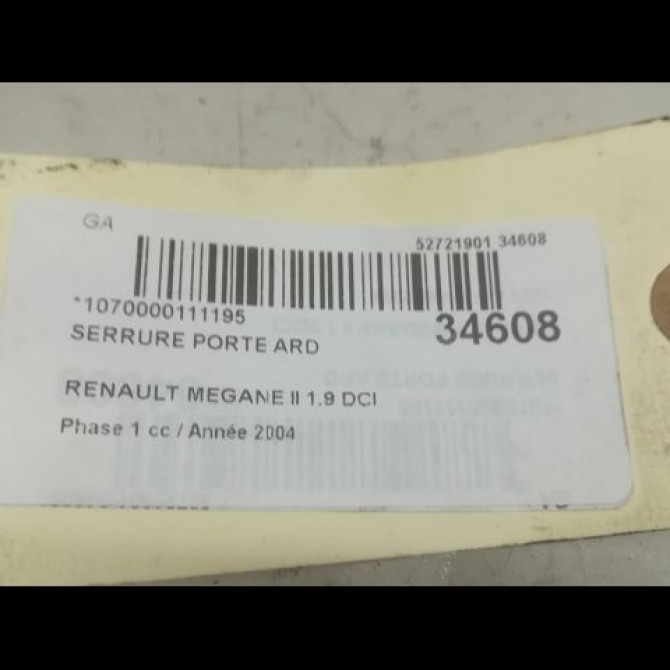 GA
52721901 34608
*1070000111195
34608
SERRURE PORTE ARD
RENAULT MEGANE II 1.9 DCI
Phase 1 cc / Année 2004